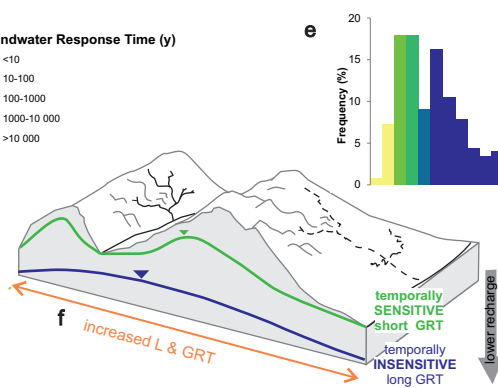 ndwater Response Time (y)
<10
10-100
100-1000
1000-10 000
>10 000
e
20
15
10
5
0
Frequency (%)
f
increased L & GRT
temporally
SENSITIVE
short GRT
temporally
INSENSITIVE
long GRT
lower recharge